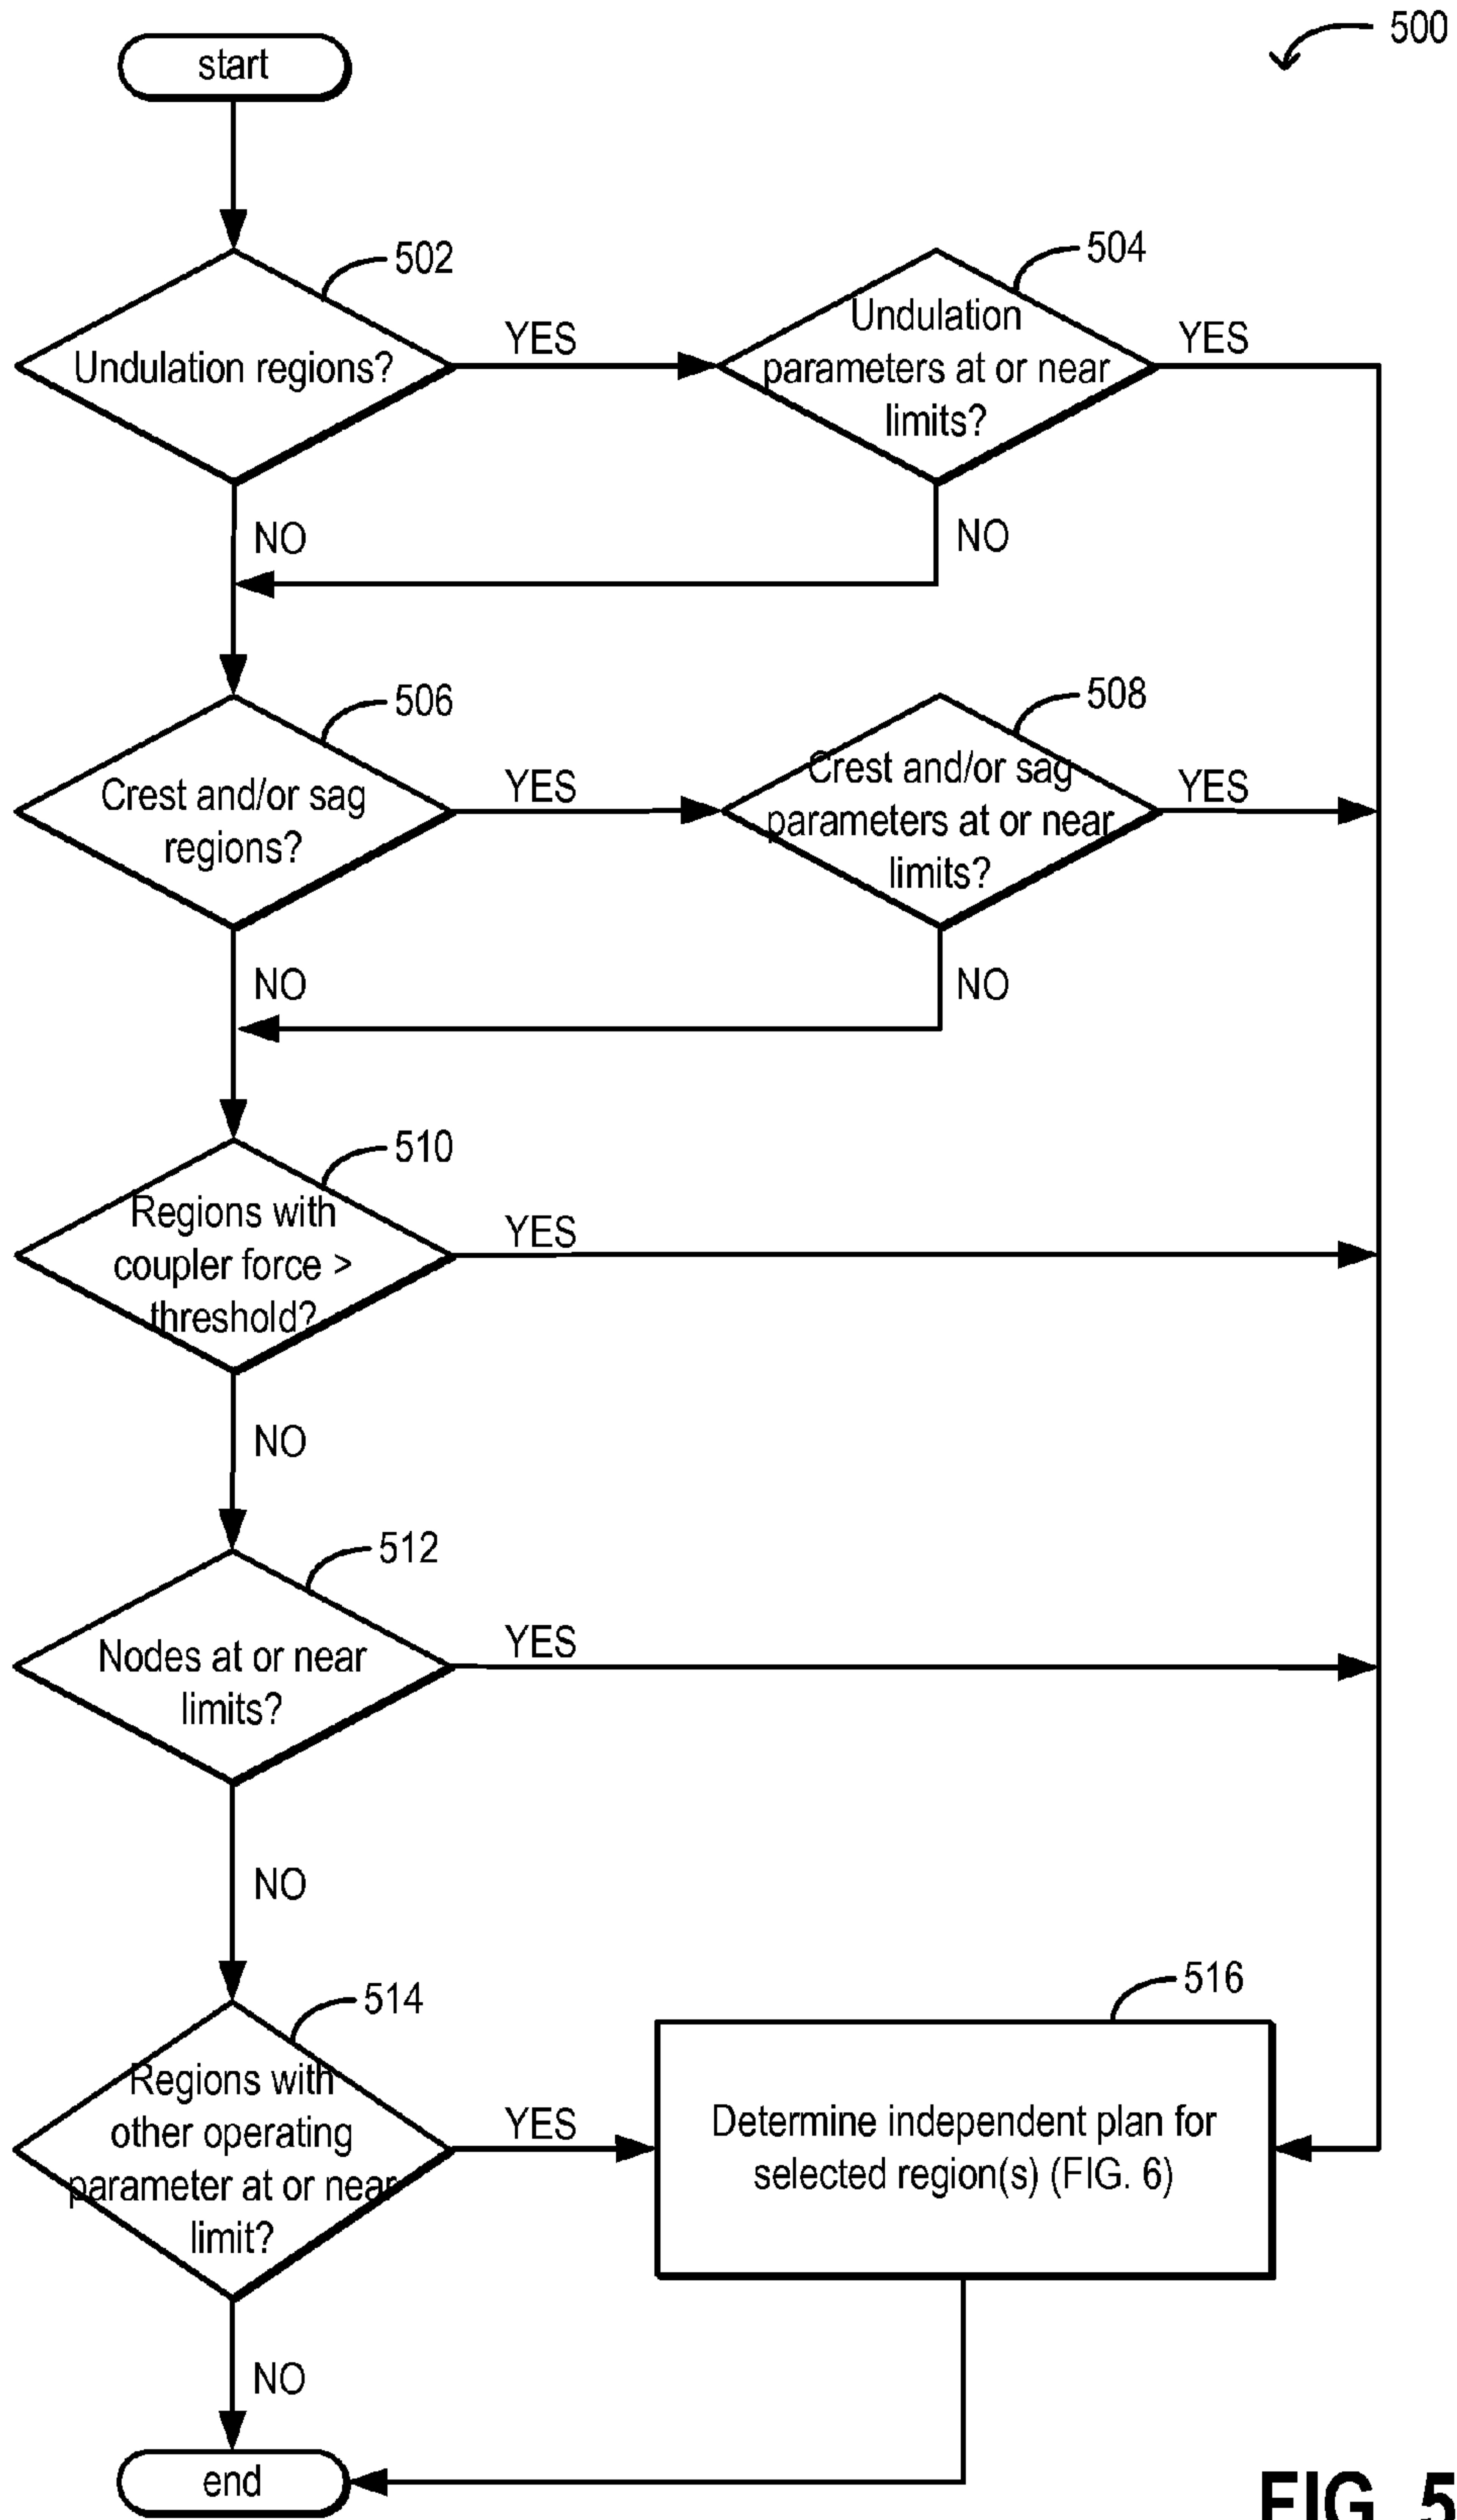 500
start
502
Undulation regions?
YES
504
Undulation
parameters at or near
limits?
YES
NO
NO
506
Crest and/or sag
regions?
YES
508
Crest and/or sag
parameters at or near
limits?
YES
NO
NO
510
Regions with
coupler force >
threshold?
YES
NO
512
Nodes at or near
limits?
YES
NO
514
Regions with
other operating
parameter at or near
limit?
YES
516
Determine independent plan for
selected region(s) (FIG. 6)
NO
end
FIG. 5